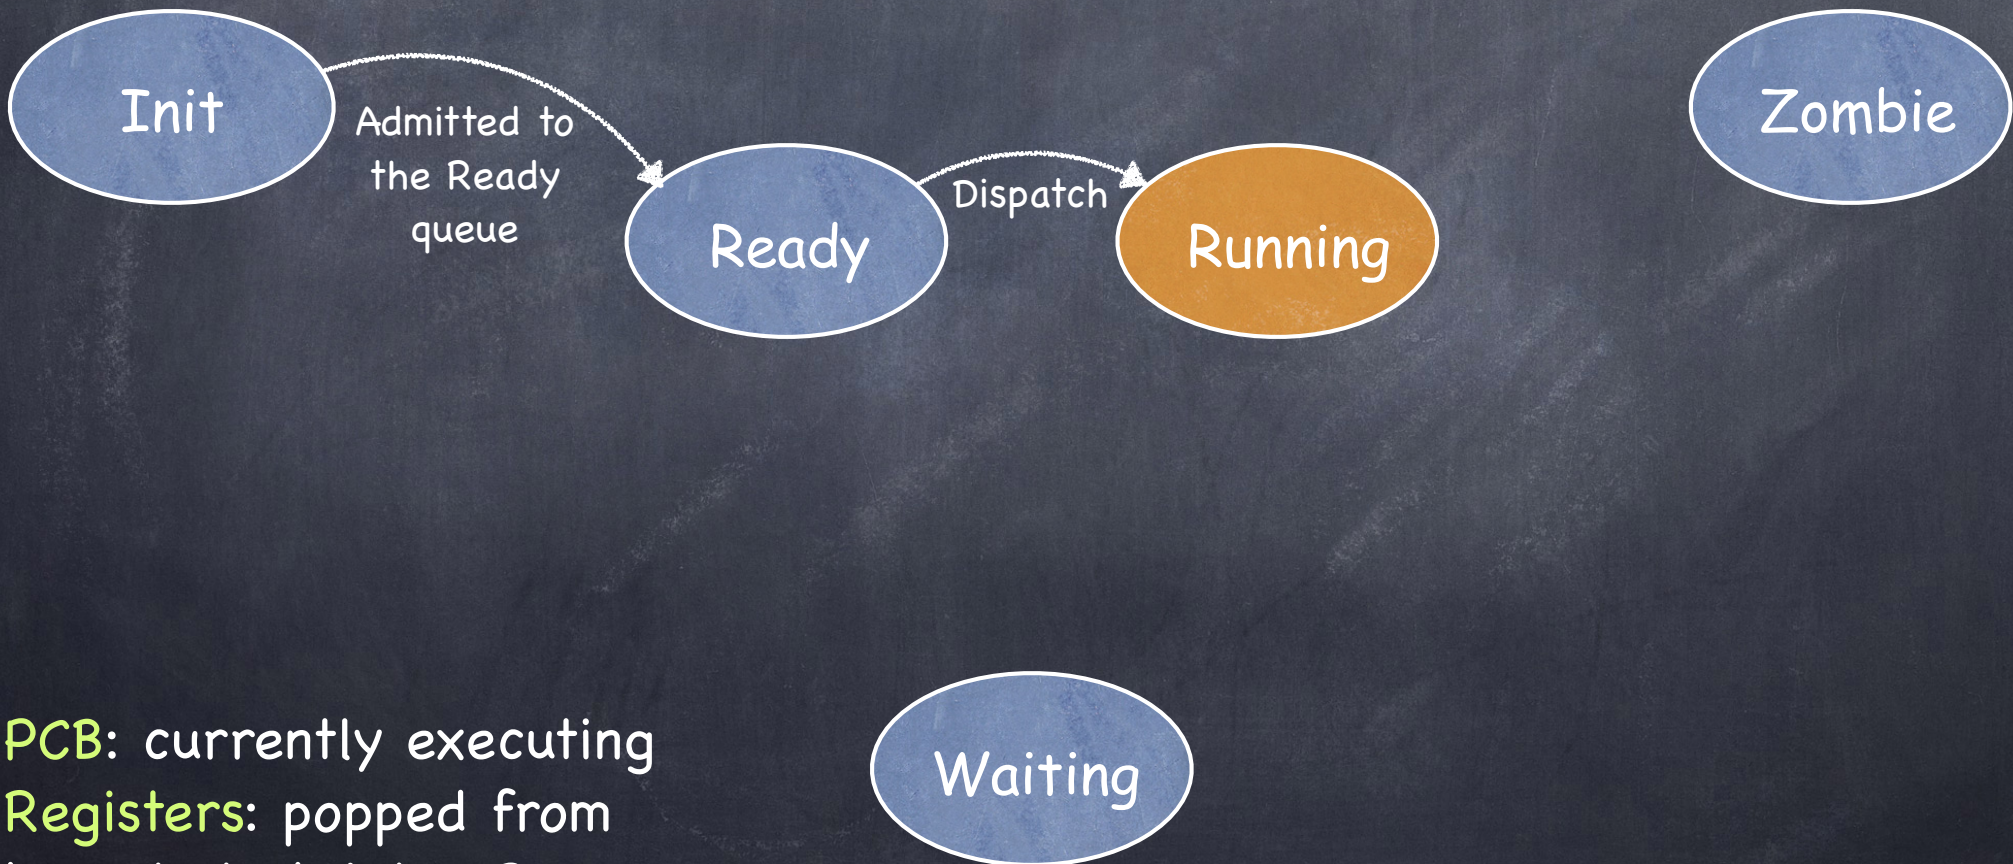 Init
Admitted to
the Ready
queue
Ready
Dispatch
Running
Zombie
Waiting
PCB: currently executing
Registers: popped from